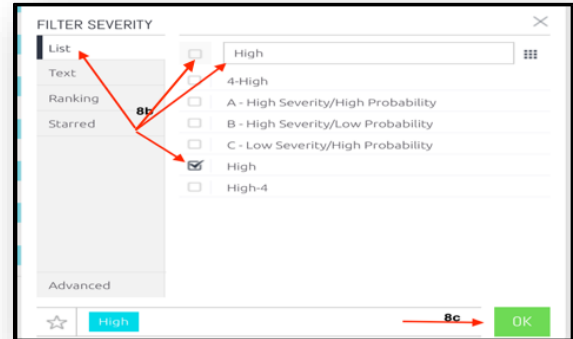 FILTER SEVERITY
List
High
Text
4-High
Ranking
A - High Severity/High Probability
8b
Starred
B - High Severity/Low Probability
C - Low Severity/High Probability
High
High-4
Advanced
High
8c
OK